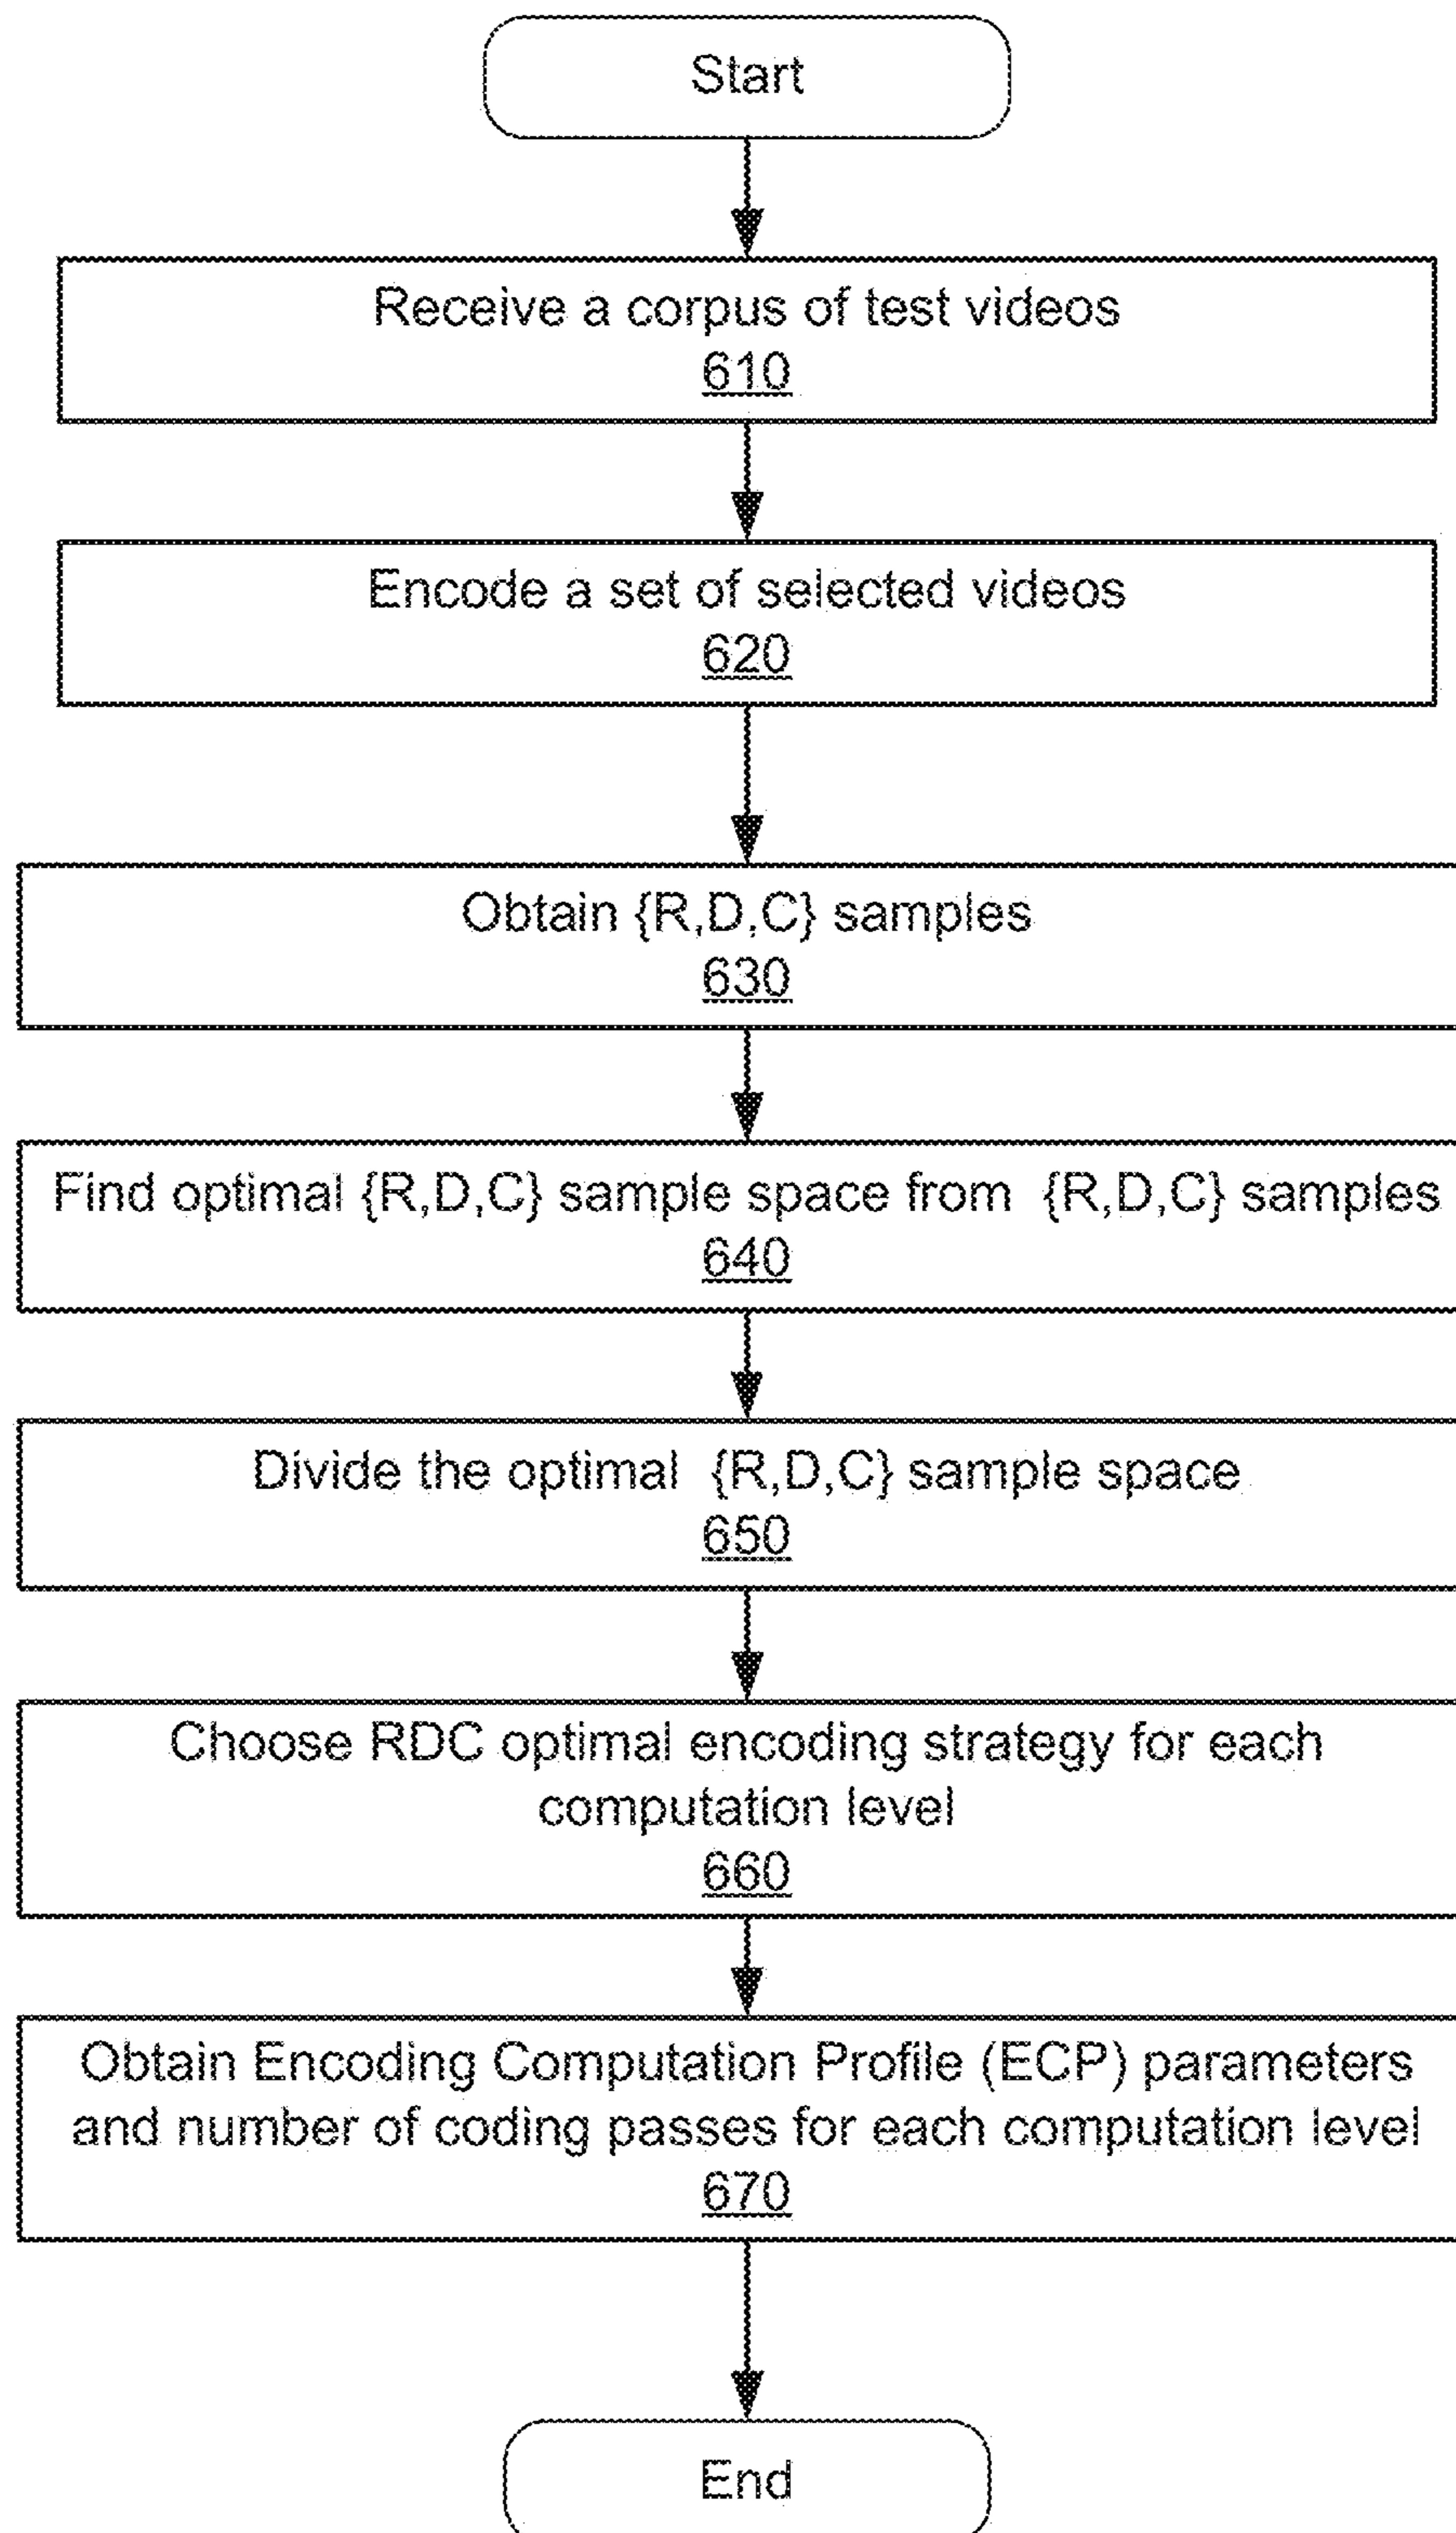 Start
Receive a corpus of test videos
610
Encode a set of selected videos
620
Obtain {R,D,C} samples
630
Find optimal {R,D,C} sample space from {R,D,C} samples
640
Divide the optimal {R,D,C} sample space
650
Choose RDC optimal encoding strategy for each
computation level
660
Obtain Encoding Computation Profile (ECP) parameters
and number of coding passes for each computation level
670
End